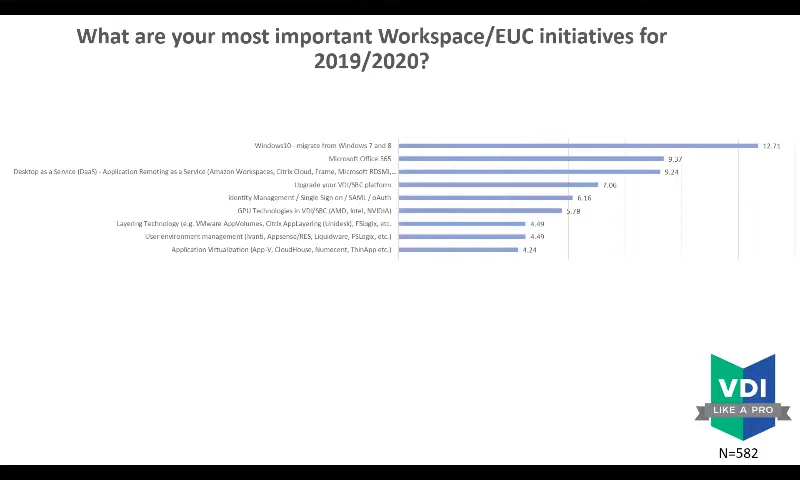 What are your most important Workspace/EUC initiatives for
2019/2020?
Windows10 - migrate from Windows 7 and 8 12.71
Microsoft Office 365 9.37
Desktop as a Service (DaaS) - Application Remoting as a Service (Amazon Workspaces, Citrix Cloud, Frame, Microsoft RDSMi,... 9.24
Upgrade your VDI/SBC platform 7.06
Identity Management / Single Sign on / SAML / oAuth 6.16
GPU Technologies in VDI/SBC (AMD, Intel, NVIDIA) 5.78
Layering Technology (e.g. VMware AppVolumes, Citrix AppLayering (Unidesk), FSlogix, etc. 4.49
User environment management (Ivanti, Appsense/RES, Liquidware, FSLogix, etc.) 4.49
Application Virtualization (App-V, CloudHouse, Numecent, ThinApp etc.) 4.24
VDI
LIKE A PRO
N=582